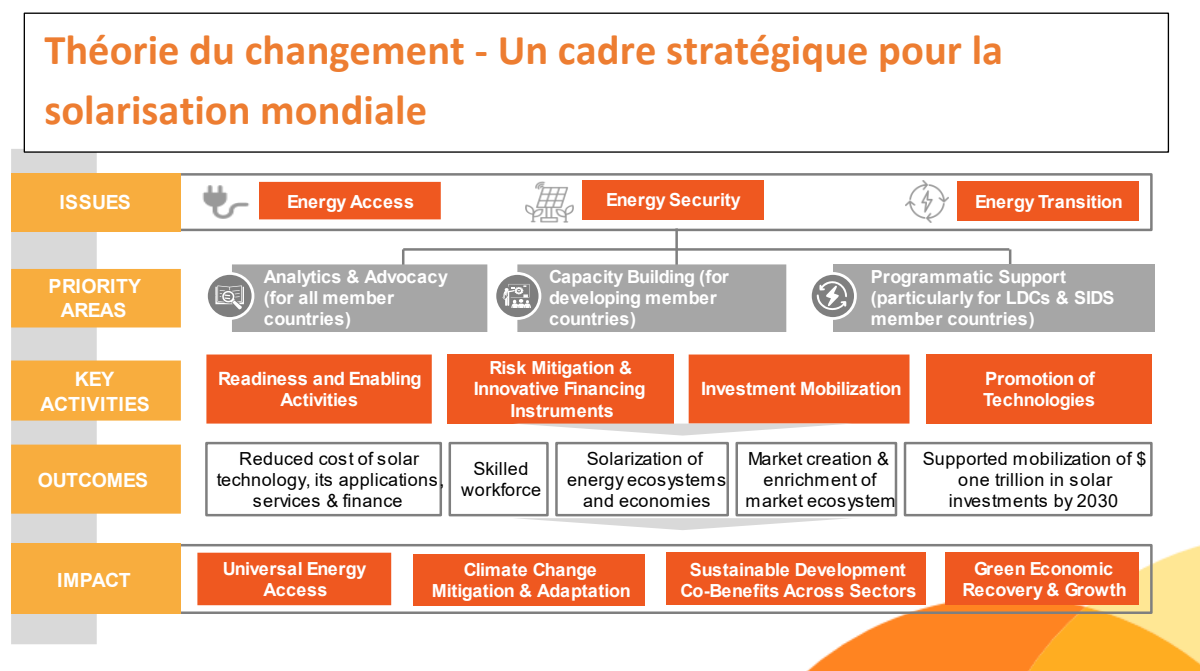 Théorie du changement - Un cadre stratégique pour la
solarisation mondiale
ISSUES
Energy Access
Energy Security
Energy Transition
PRIORITY
AREAS
Analytics & Advocacy
(for all member
countries)
Capacity Building (for
developing member
countries)
Programmatic Support
(particularly for LDCs & SIDS
member countries)
KEY
ACTIVITIES
Readiness and Enabling
Activities
Risk Mitigation &
Innovative Financing
Instruments
Investment Mobilization
Promotion of
Technologies
OUTCOMES
Reduced cost of solar
technology, its applications,
services & finance
Skilled
workforce
Solarization of
energy ecosystems
and economies
Market creation &
enrichment of
market ecosystem
Supported mobilization of $
one trillion in solar
investments by 2030
IMPACT
Universal Energy
Access
Climate Change
Mitigation & Adaptation
Sustainable Development
Co-Benefits Across Sectors
Green Economic
Recovery & Growth